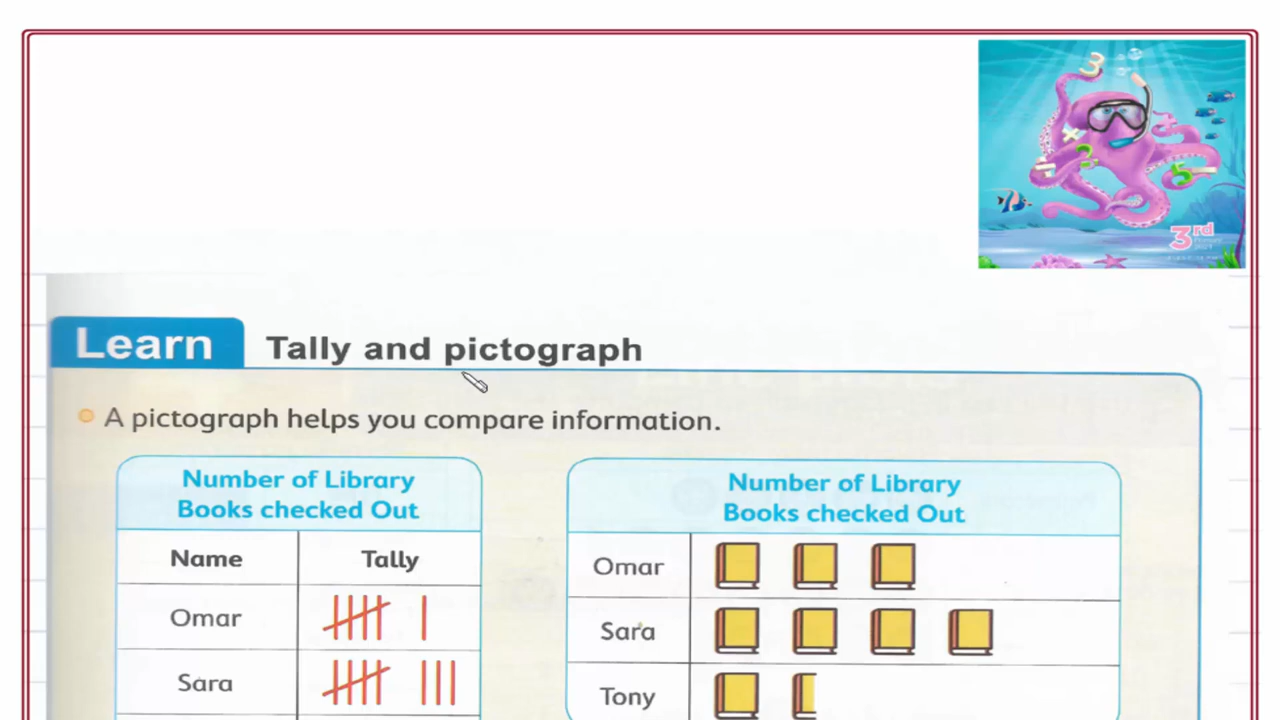 3rd
Learn
Tally and pictograph
A pictograph helps you compare information.
Number of Library
Books checked Out
Name Tally
Omar
Sara
Number of Library
Books checked Out
Omar
Sara
Tony